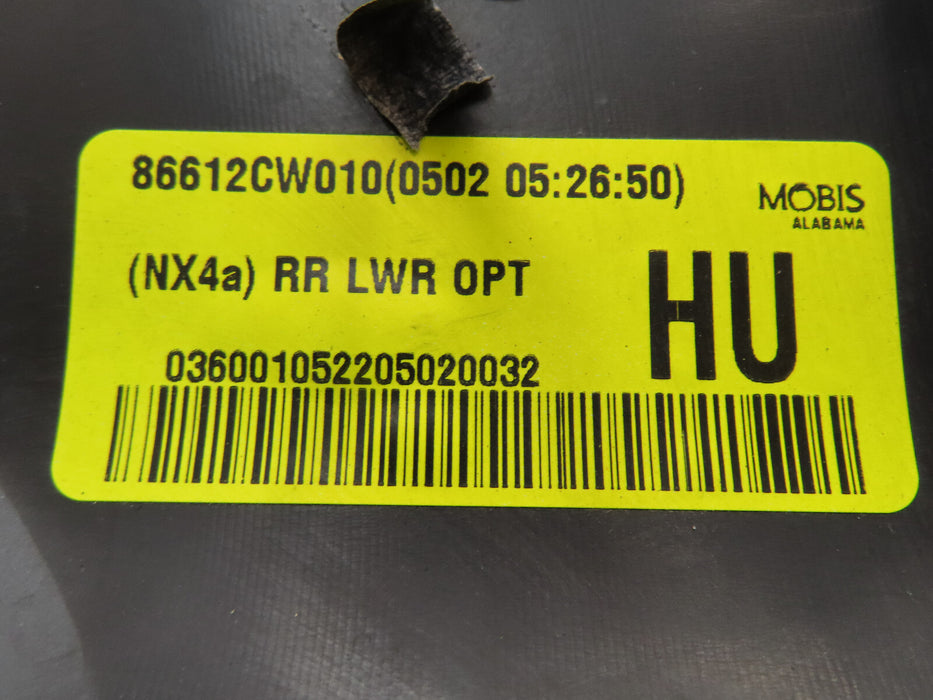 86612CW010(0502 05:26:50)
MOBIS
ALABAMA
(NX4a) RR LWR OPT
HU
036001052205020032